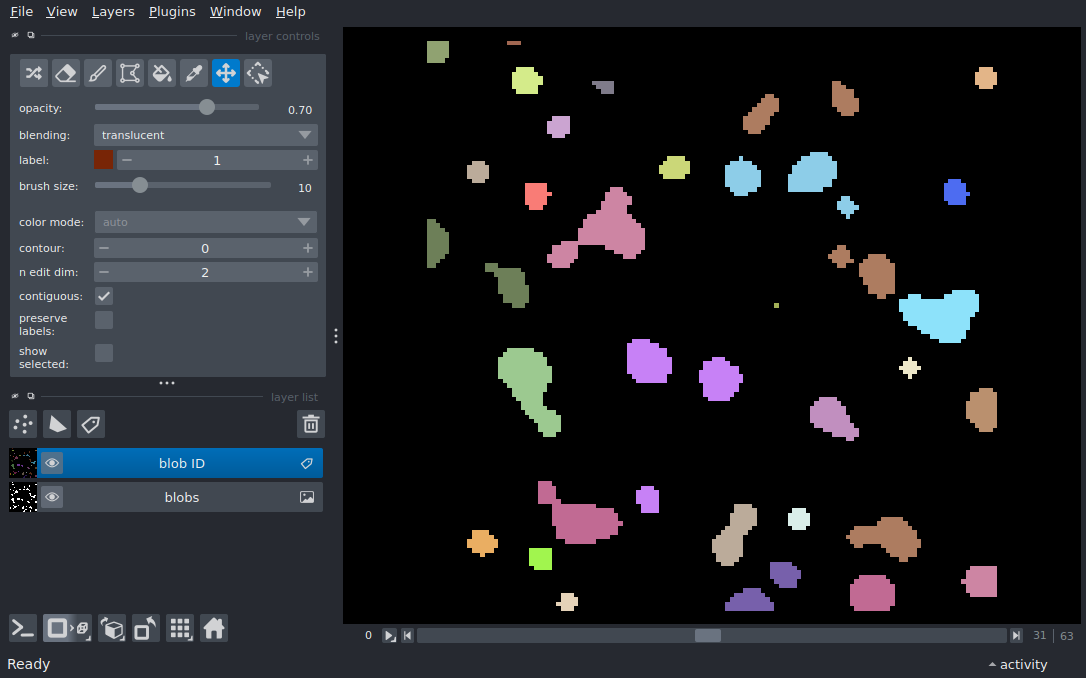 File View Layers Plugins Window Help
layer controls
opacity: 0.70
blending: translucent
label: 1
brush size: 10
color mode: auto
contour: 0
n edit dim: 2
contiguous:
preserve
labels:
show
selected:
layer list
blob ID
blobs
0 31 | 63
Ready activity